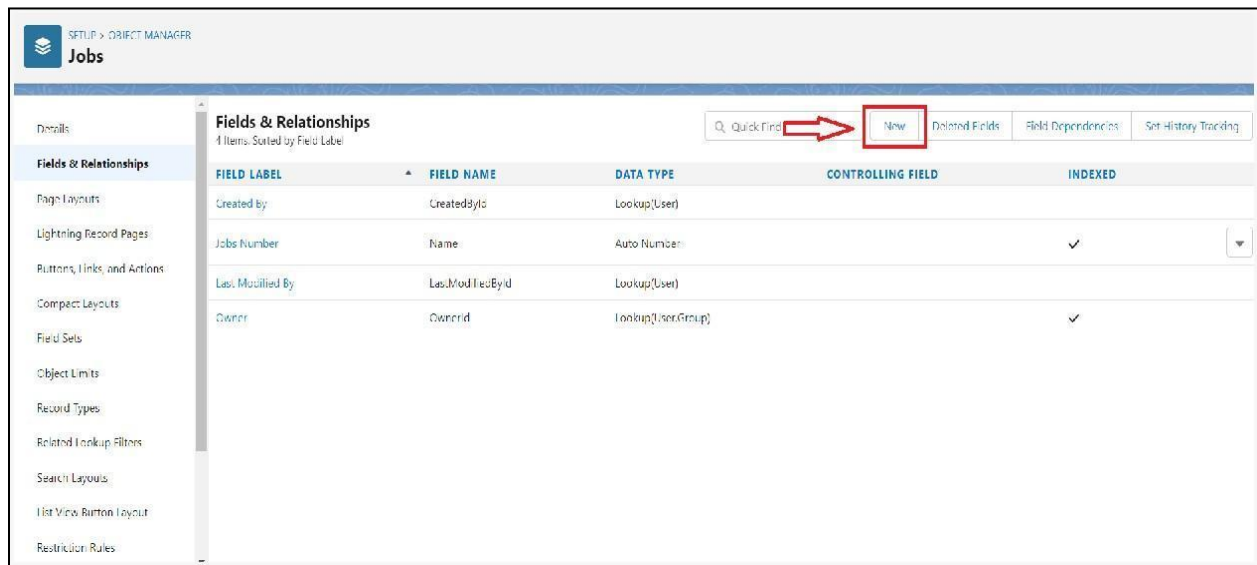 SETUP > OBJECT MANAGER
Jobs
Details
Fields & Relationships
Page Layouts
Lightning Record Pages
Buttons, Links, and Actions
Compact Layouts
Field Sets
Object Limits
Record Types
Related Lookup Filters
Search Layouts
List View Button Layout
Restriction Rules
Fields & Relationships
4 Items, Sorted by Field Label
Quick Find
New
Deleted Fields
Field Dependencies
Set History Tracking
FIELD LABEL FIELD NAME DATA TYPE CONTROLLING FIELD INDEXED
Created By CreatedById Lookup(User)
Jobs Number Name Auto Number
Last Modified By LastModifiedById Lookup(User)
Owner OwnerId Lookup(User,Group)